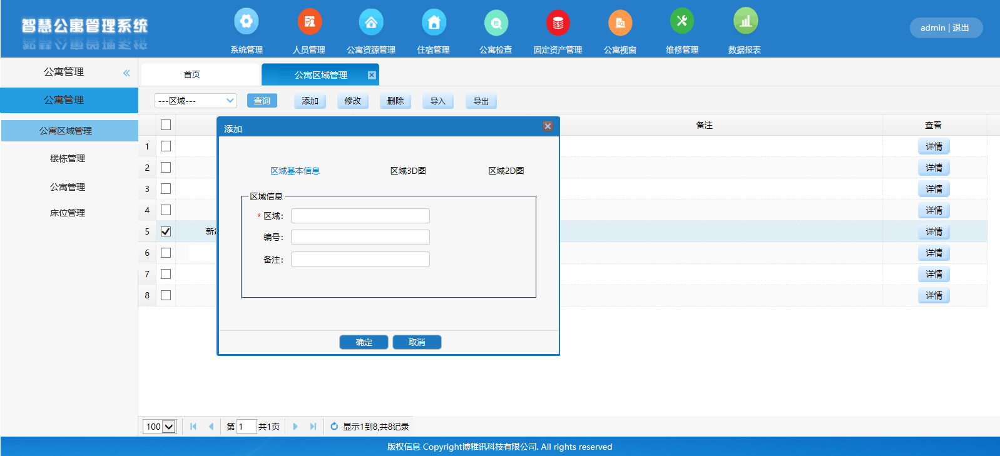 智慧公寓管理系统
系统管理 人员管理 公寓资源管理 住宿管理 公寓检查 固定资产管理 公寓视窗 维修管理 数据报表
admin | 退出
公寓管理 «
首页 公寓区域管理
公寓管理
---区域--- 查询 添加 修改 删除 导入 导出
公寓区域管理
楼栋管理
公寓管理
床位管理
备注 查看
1 详情
2 详情
3 详情
4 详情
5 新 详情
6 详情
7 详情
8 详情
添加
区域基本信息 区域3D图 区域2D图
区域信息
* 区域：
编号：
备注：
确定 取消
100 第 1 共1页 显示1到8,共8记录
版权信息 Copyright博雅讯科技有限公司. All rights reserved